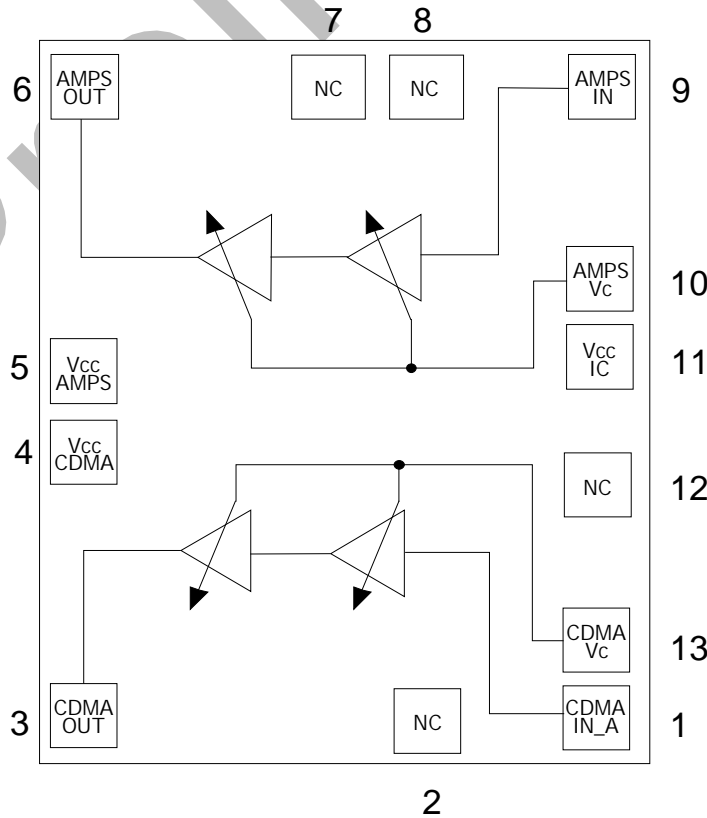 7
8
6
AMPS
OUT
NC
NC
AMPS
IN
9
AMPS
Vc
10
5
Vcc
AMPS
Vcc
IC
11
4
Vcc
CDMA
NC
12
CDMA
Vc
13
3
CDMA
OUT
NC
CDMA
IN_A
1
2